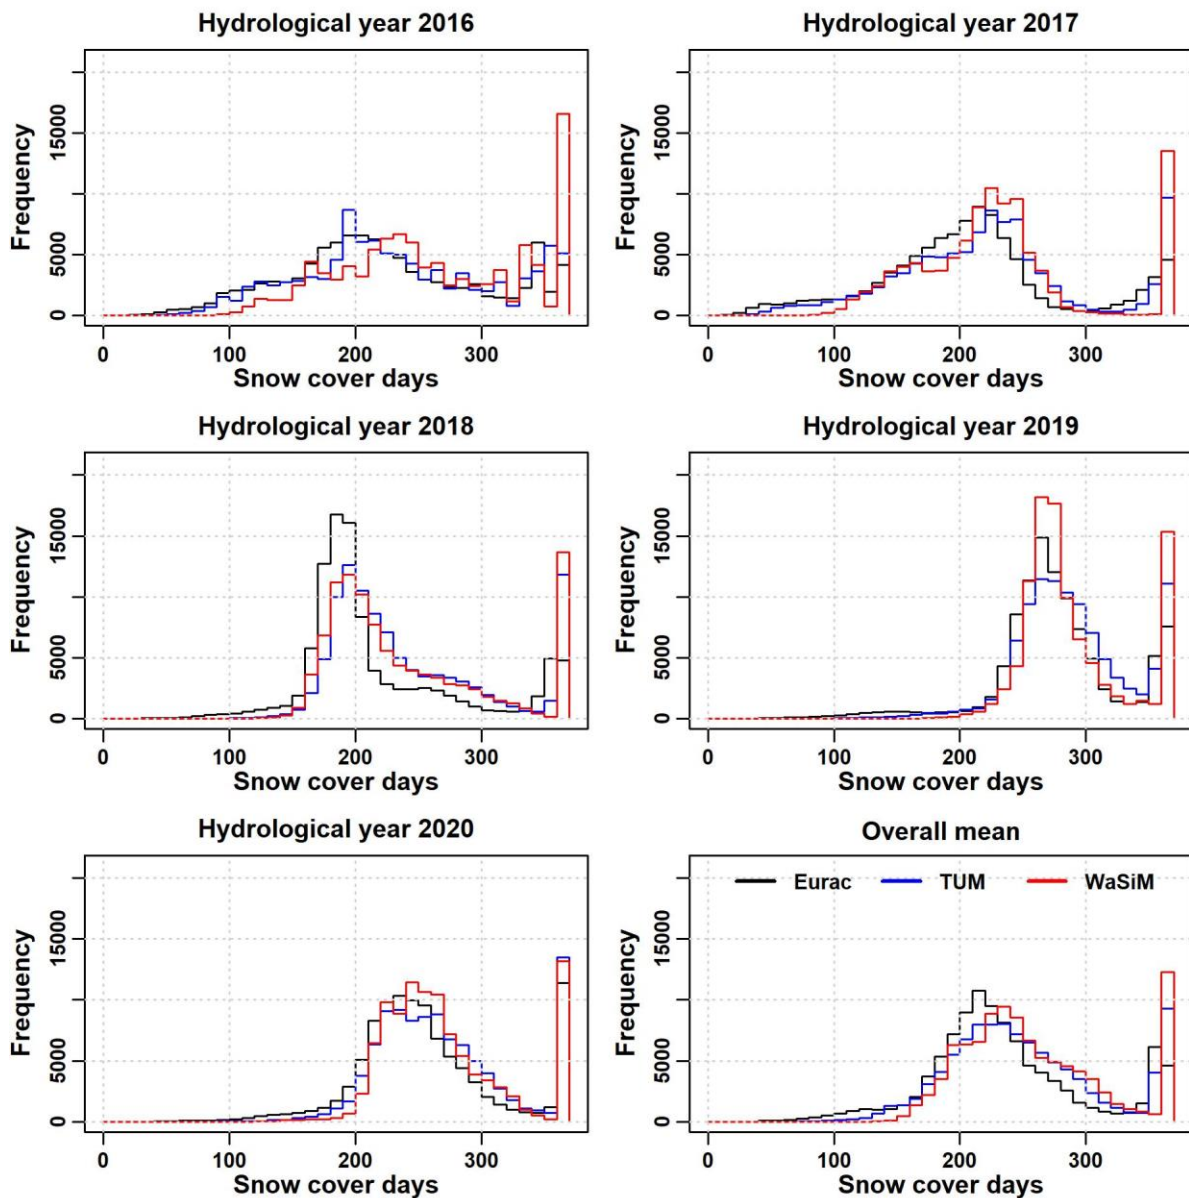 Hydrological year 2016
Frequency
15000
5000
0
0 100 200 300
Snow cover days
Hydrological year 2017
Frequency
15000
5000
0
0 100 200 300
Snow cover days
Hydrological year 2018
Frequency
15000
5000
0
0 100 200 300
Snow cover days
Hydrological year 2019
Frequency
15000
5000
0
0 100 200 300
Snow cover days
Hydrological year 2020
Frequency
15000
5000
0
0 100 200 300
Snow cover days
Overall mean
Eurac TUM WaSiM
Frequency
15000
5000
0
0 100 200 300
Snow cover days